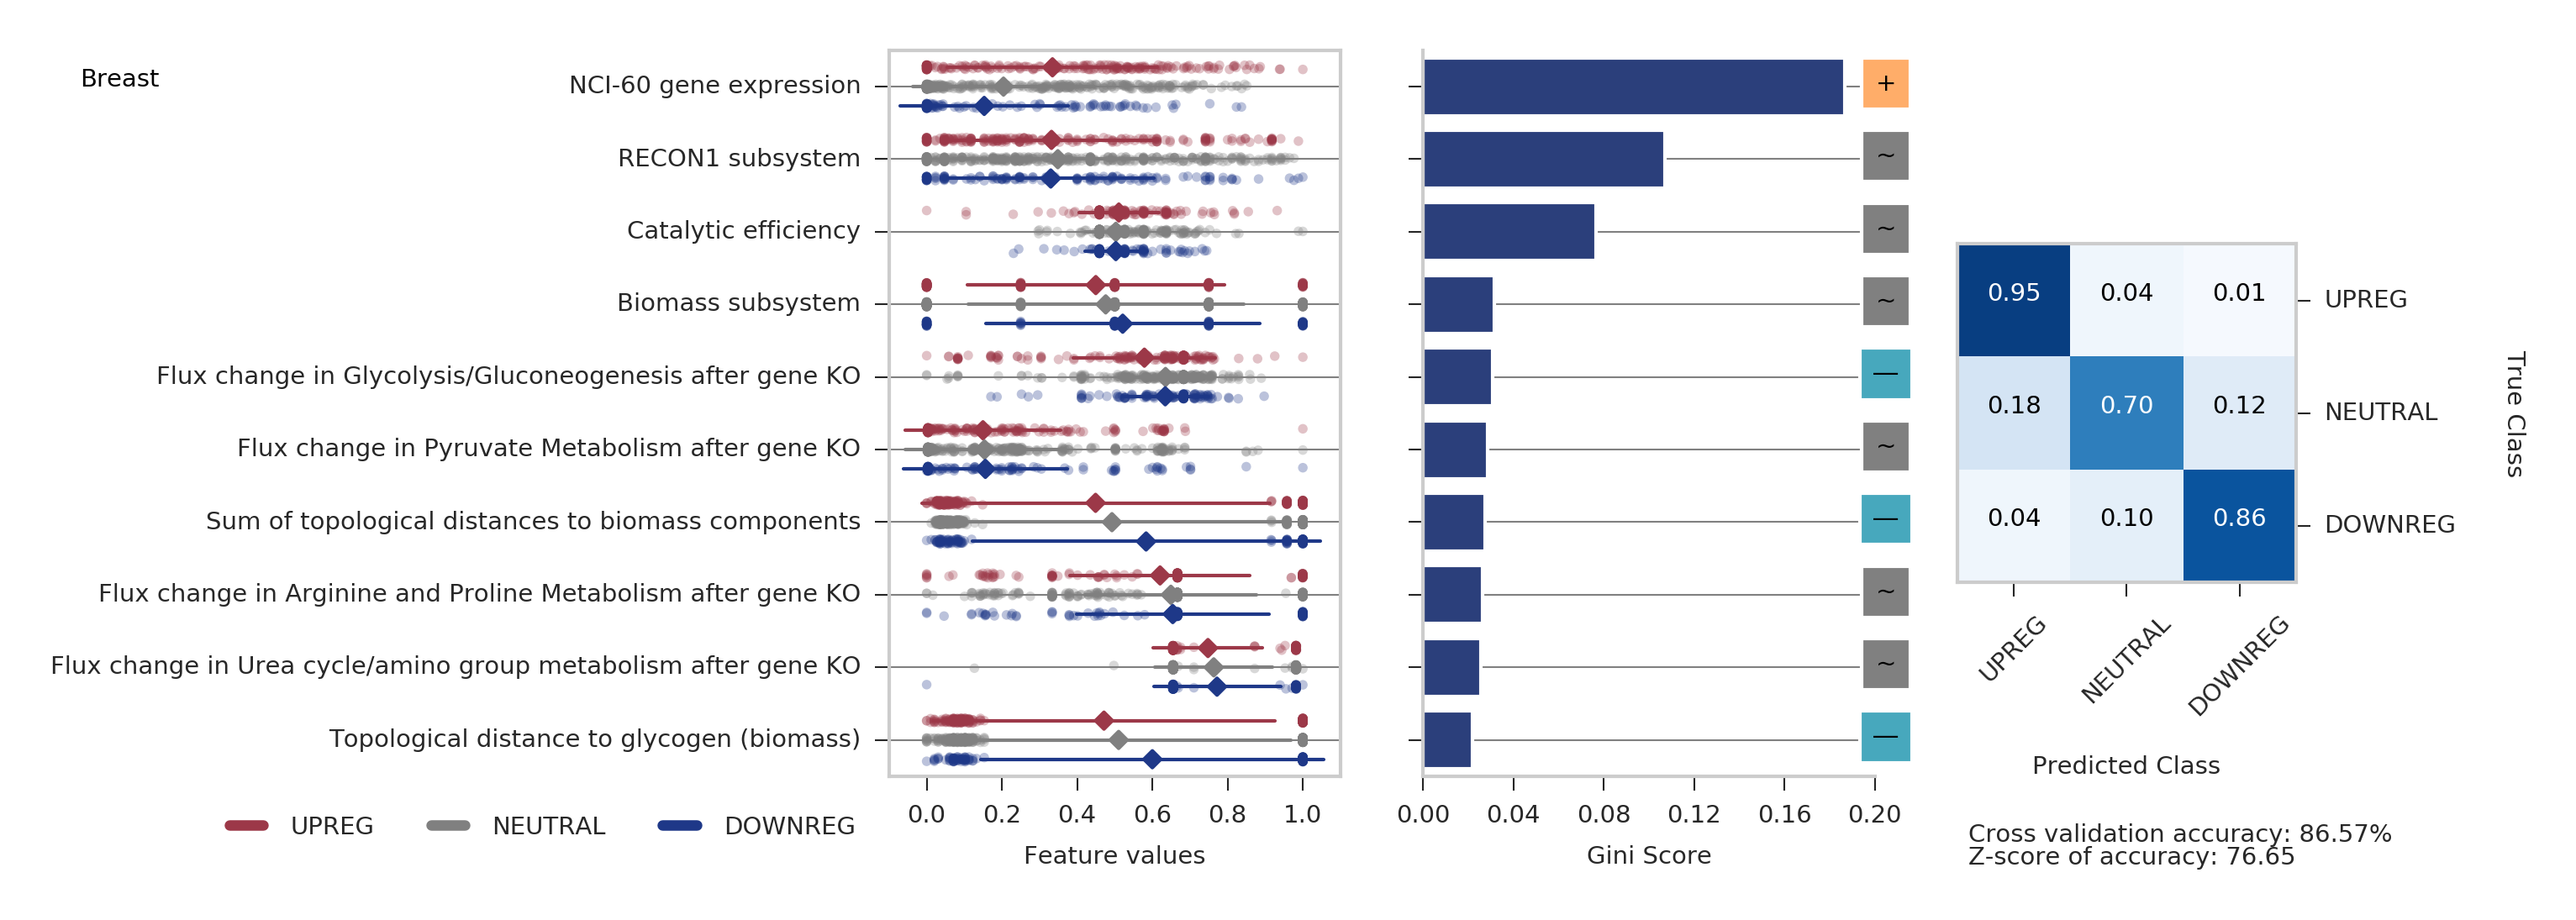 Breast
NCI-60 gene expression
+
RECON1 subsystem
~
Catalytic efficiency
~
Biomass subsystem
~
Flux change in Glycolysis/Gluconeogenesis after gene KO
—
Flux change in Pyruvate Metabolism after gene KO
~
Sum of topological distances to biomass components
—
Flux change in Arginine and Proline Metabolism after gene KO
~
Flux change in Urea cycle/amino group metabolism after gene KO
~
Topological distance to glycogen (biomass)
—
0.0 0.2 0.4 0.6 0.8 1.0
Feature values
UPREG NEUTRAL DOWNREG
0.00 0.04 0.08 0.12 0.16 0.20
Gini Score
0.95 0.04 0.01 UPREG
0.18 0.70 0.12 NEUTRAL
0.04 0.10 0.86 DOWNREG
True Class
UPREG NEUTRAL DOWNREG
Predicted Class
Cross validation accuracy: 86.57%
Z-score of accuracy: 76.65